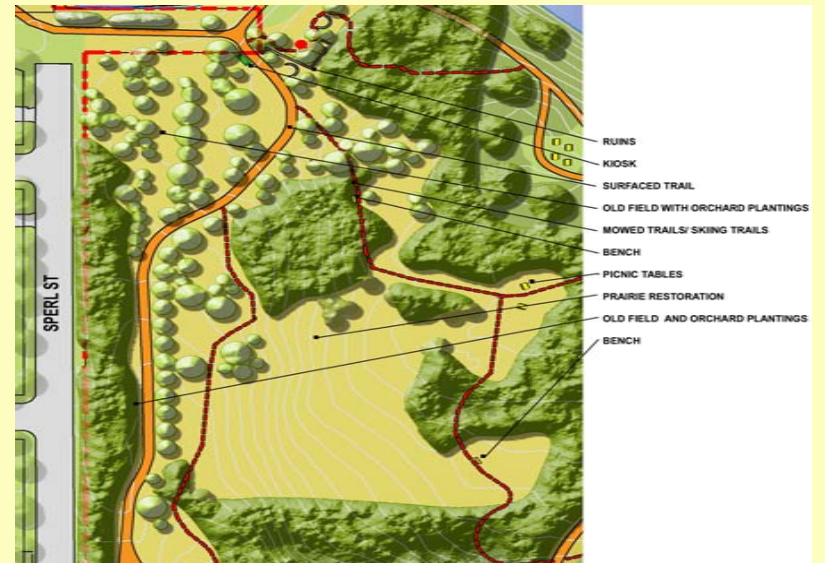 RUINS
KIOSK
SURFACED TRAIL
OLD FIELD WITH ORCHARD PLANTINGS
MOWED TRAILS/ SKIING TRAILS
BENCH
PICNIC TABLES
PRAIRIE RESTORATION
OLD FIELD AND ORCHARD PLANTINGS
BENCH
SPERL ST